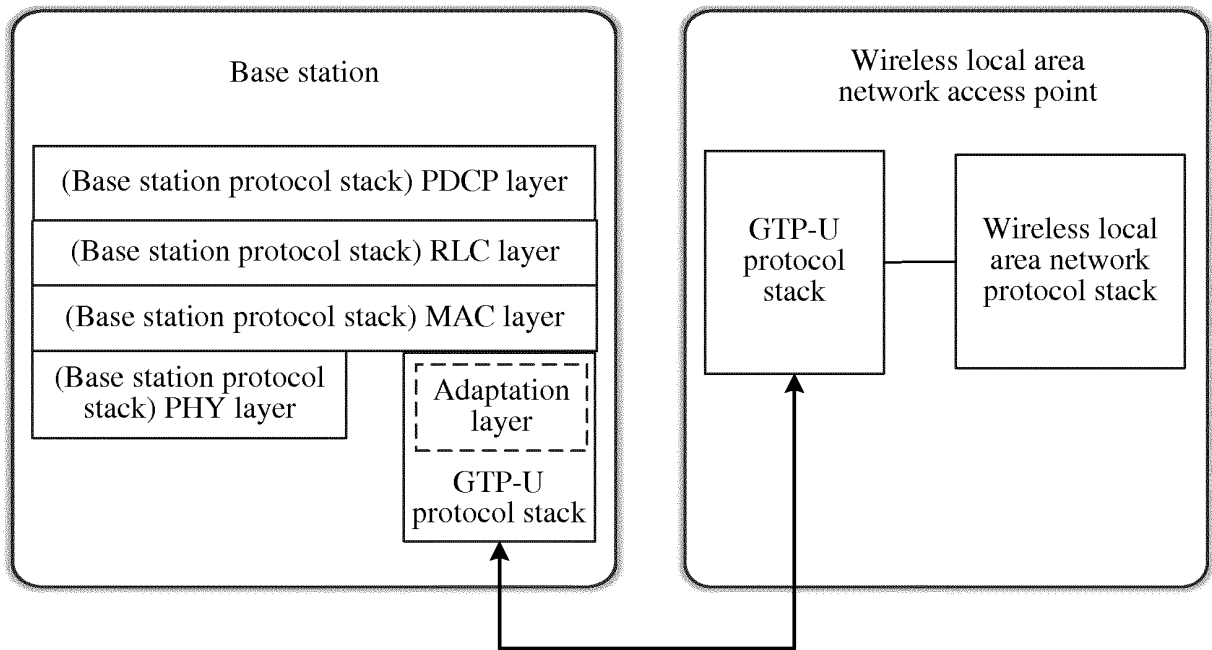 Base station
(Base station protocol stack) PDCP layer
(Base station protocol stack) RLC layer
(Base station protocol stack) MAC layer
(Base station protocol
stack) PHY layer
Adaptation
layer
GTP-U
protocol stack
Wireless local area
network access point
GTP-U
protocol
stack
Wireless local
area network
protocol stack